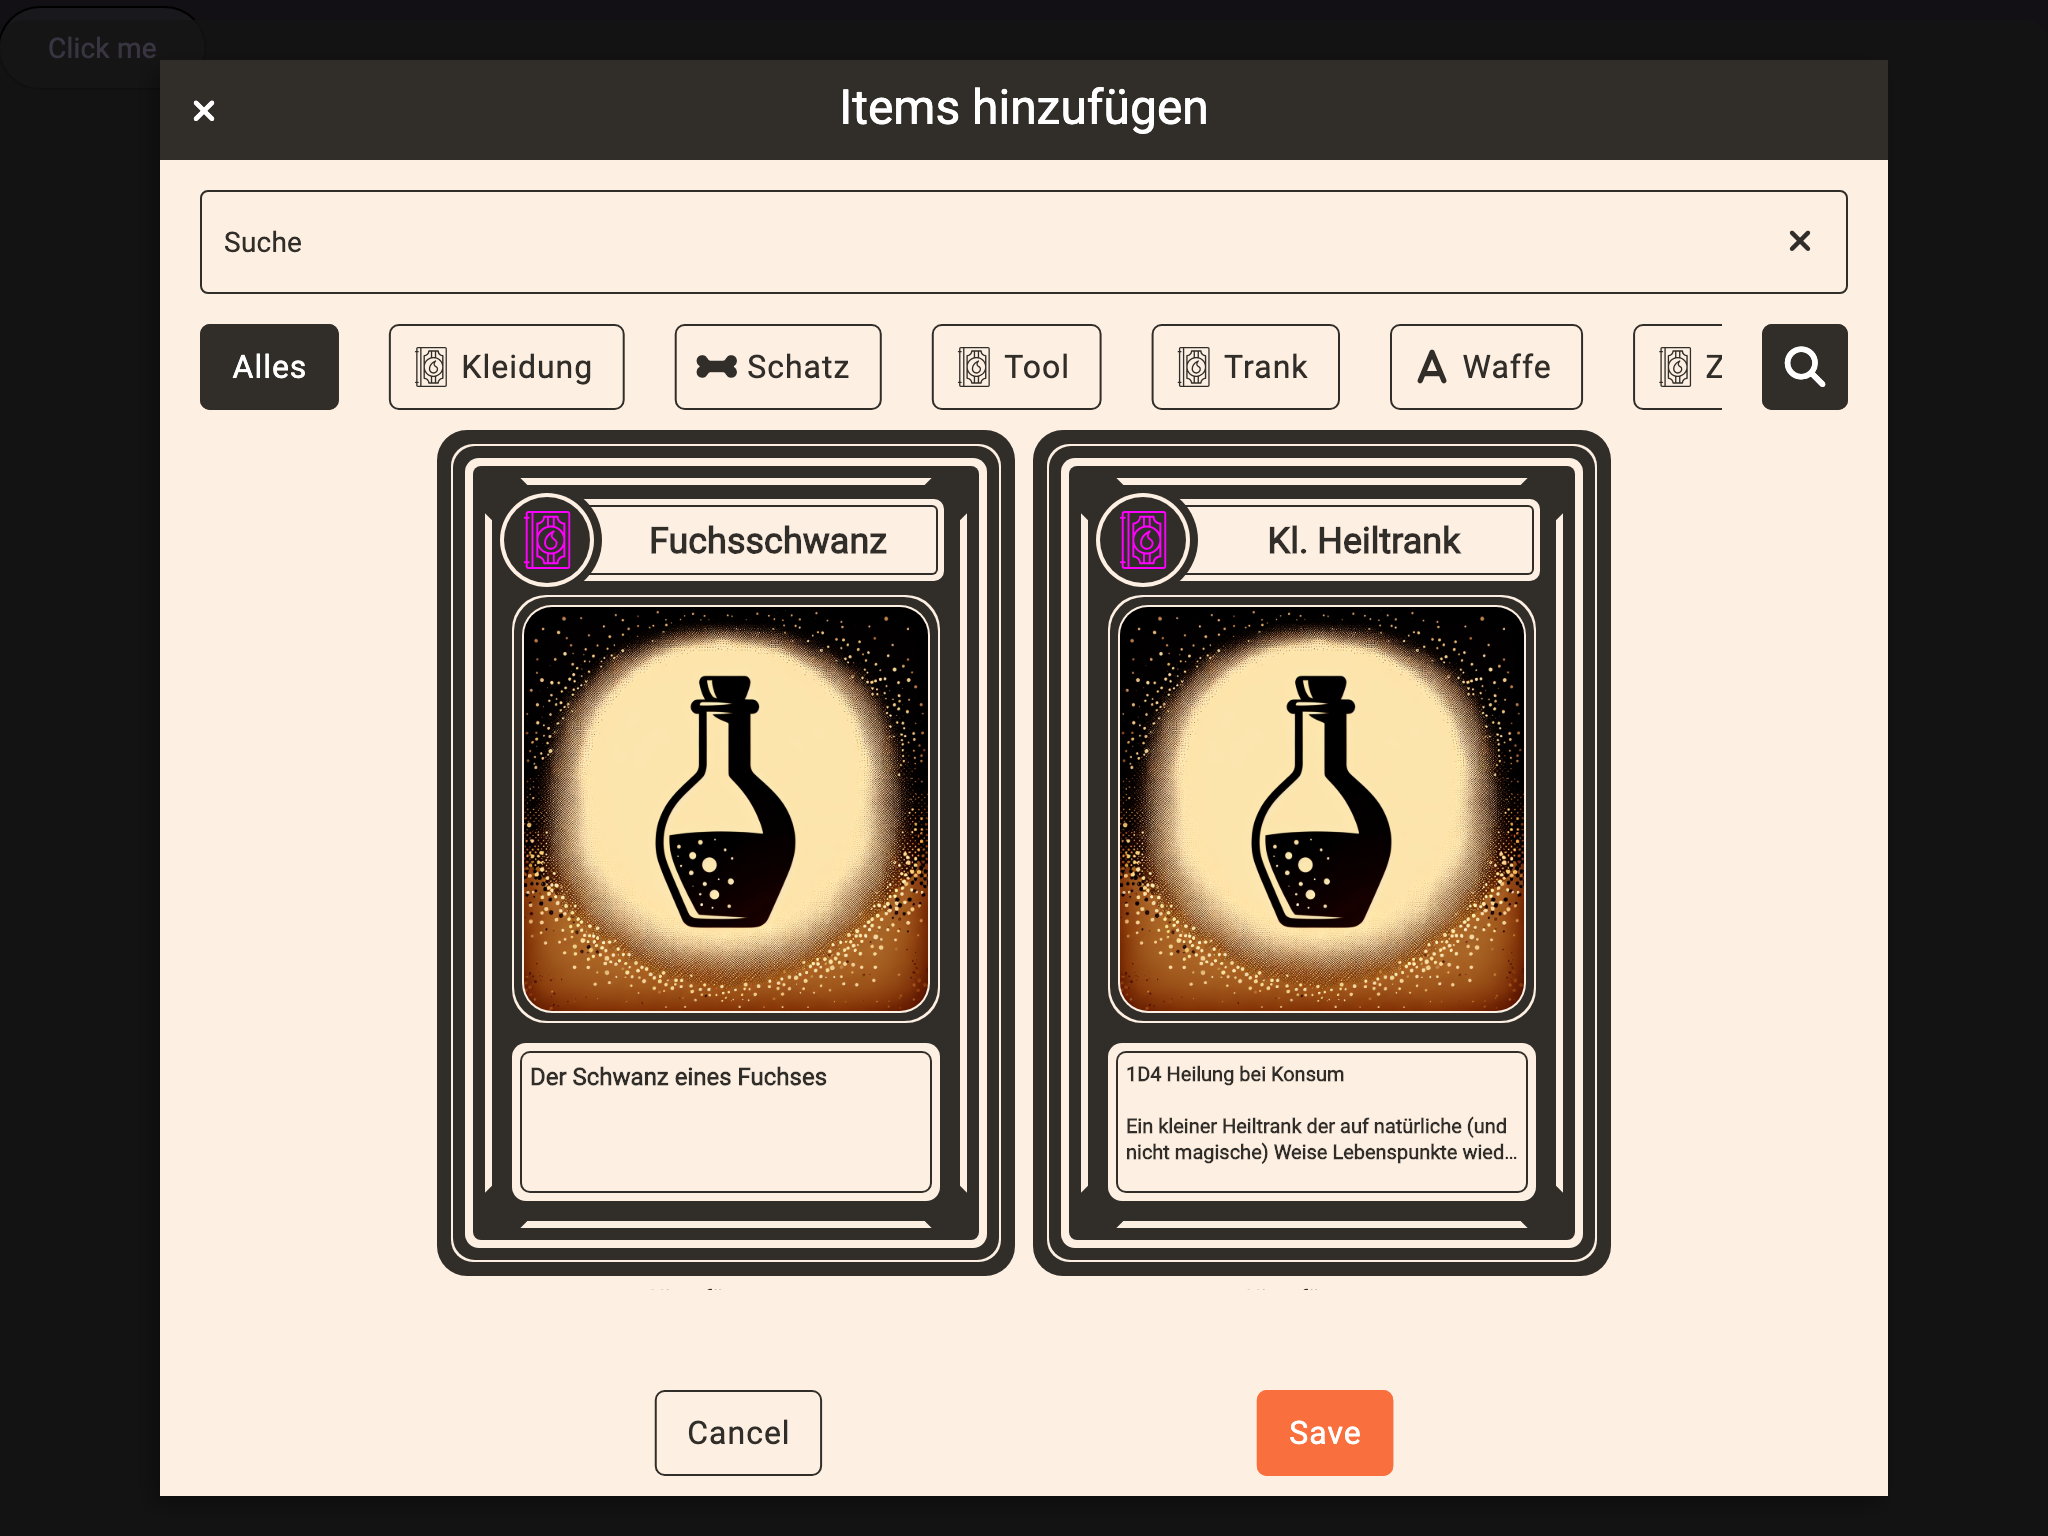 Click me
Items hinzufügen
Suche
Alles
Kleidung
Schatz
Tool
Trank
Waffe
Z
Fuchsschwanz
Kl. Heiltrank
Der Schwanz eines Fuchses
1D4 Heilung bei Konsum
Ein kleiner Heiltrank der auf natürliche (und
nicht magische) Weise Lebenspunkte wied...
Cancel
Save